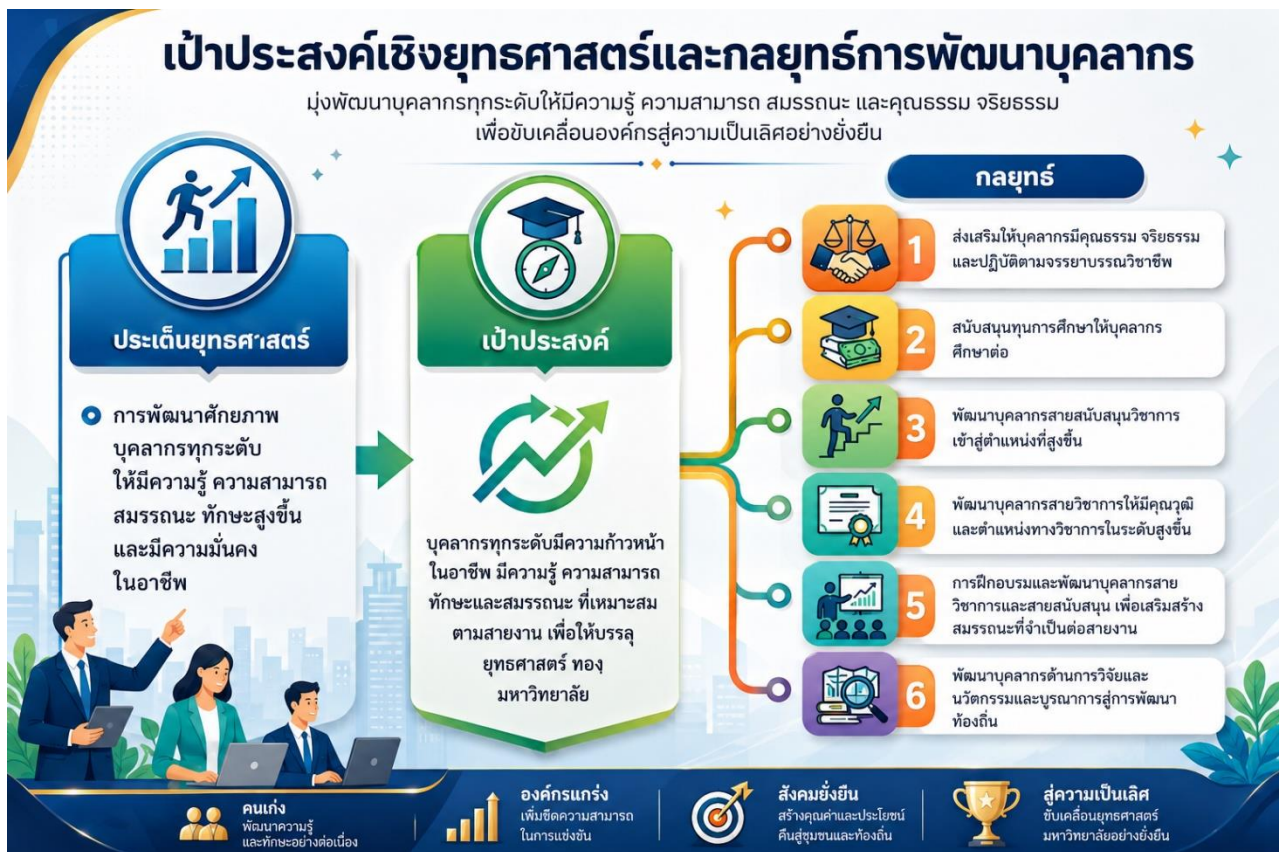 เป้าประสงค์เชิงยุทธศาสตร์และกลยุทธ์การพัฒนาบุคลากร
มุ่งพัฒนาบุคลากรทุกระดับให้มีความรู้ ความสามารถ สมรรถนะ และคุณธรรม จริยธรรม
เพื่อขับเคลื่อนองค์กรสู่ความเป็นเลิศอย่างยั่งยืน
ประเต็นยุทธศาสตร์
การพัฒนาศักยภาพ
บุคลากรทุกระดับ
ให้มีความรู้ ความสามารถ
สมรรถนะ ทักษะสูงขึ้น
และมีความมั่นคง
ในอาชีพ
เป้าประสงค์
บุคลากรทุกระดับมีความก้าวหน้า
ในอาชีพ มีความรู้ ความสามารถ
ทักษะและสมรรถนะ ที่เหมาะสม
ตามสายงาน เพื่อให้บรรลุ
ยุทธศาสตร์ ทองุ
มหาวิทยาลัย
กลยุทธ์
1
ส่งเสริมให้บุคลากรมีคุณธรรม จริยธรรม
และปฏิบัติตามจรรยาบรรณวิชาชีพ
2
สนับสนุนทุนการศึกษาให้บุคลากร
ศึกษาต่อ
3
พัฒนาบุคลากรสายสนับสนุนวิชาการ
เข้าสู่ตำแหน่งที่สูงขึ้น
4
พัฒนาบุคลากรสายวิชาการให้มีคุณวุฒิ
และตำแหน่งทางวิชาการในระดับสูงขึ้น
5
การฝึกอบรมและพัฒนาบุคลากรสาย
วิชาการและสายสนับสนุน เพื่อเสริมสร้าง
สมรรถนะที่จำเป็นต่อสายงาน
6
พัฒนาบุคลากรด้านการวิจัยและ
นวัตกรรมและบูรณาการสู่การพัฒนา
ท้องถิ่น
คนเก่ง
พัฒนาความรู้
และทักษะอย่างต่อเนื่อง
องค์กรแกร่ง
เพิ่มขีดความสามารถ
ในการแข่งขัน
สังคมยั่งยืน
สร้างคุณค่าและประโยชน์
คืนสู่ชุมชนและท้องถิ่น
สู่ความเป็นเลิศ
ขับเคลื่อนยุทธศาสตร์
มหาวิทยาลัยอย่างยั่งยืน